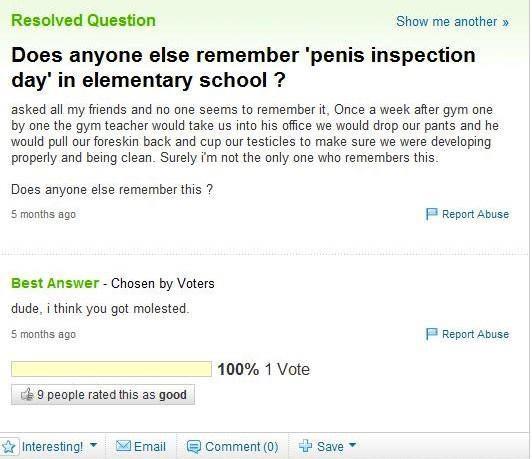 Resolved Question
Show me another »
Does anyone else remember 'penis inspection
day' in elementary school ?
asked all my friends and no one seems to remember it, Once a week after gym one
by one the gym teacher would take us into his office we would drop our pants and he
would pull our foreskin back and cup our testicles to make sure we were developing
properly and being clean. Surely i'm not the only one who remembers this.
Does anyone else remember this ?
5 months ago
Report Abuse
Best Answer - Chosen by Voters
dude, i think you got molested.
5 months ago
Report Abuse
100% 1 Vote
9 people rated this as good
Interesting!
Email
Comment (0)
Save